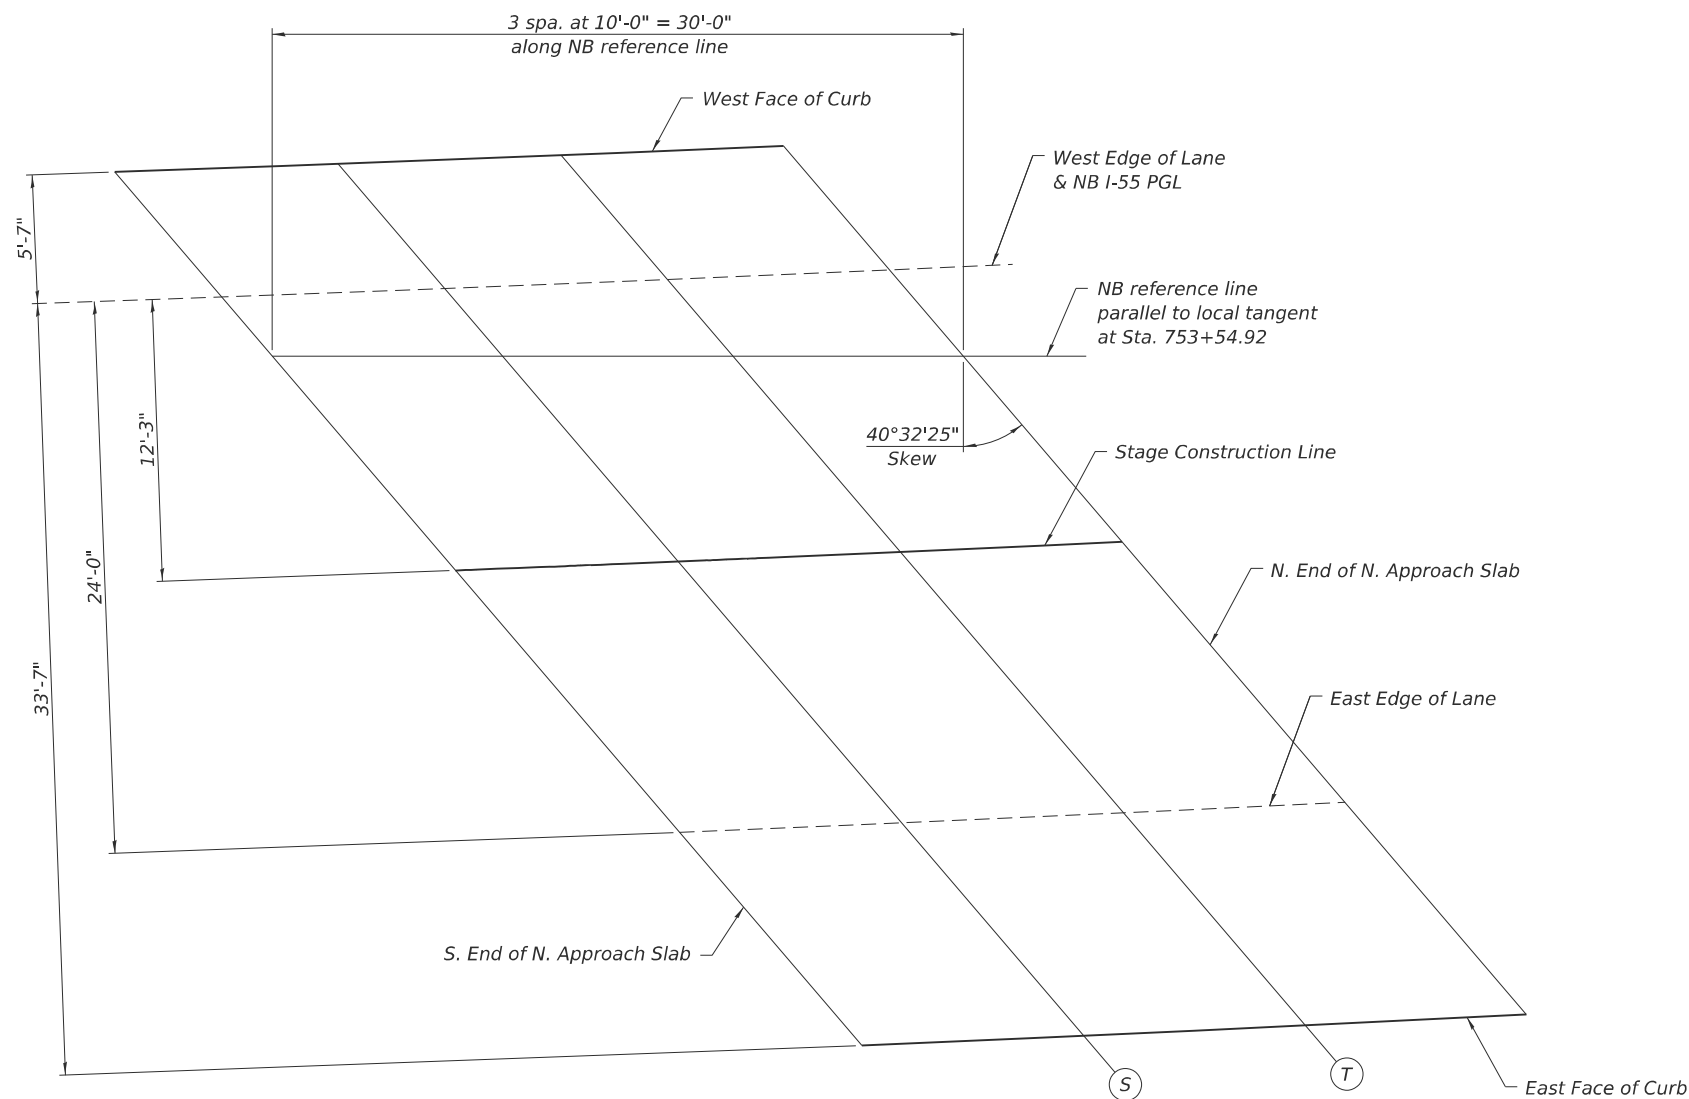 3 spa. at 10'-0" = 30'-0"
along NB reference line
West Face of Curb
West Edge of Lane
& NB I-55 PGL
5'-7"
NB reference line
parallel to local tangent
at Sta. 753+54.92
12'-3"
40°32'25"
Skew
Stage Construction Line
24'-0"
N. End of N. Approach Slab
33'-7"
East Edge of Lane
S. End of N. Approach Slab
S
T
East Face of Curb